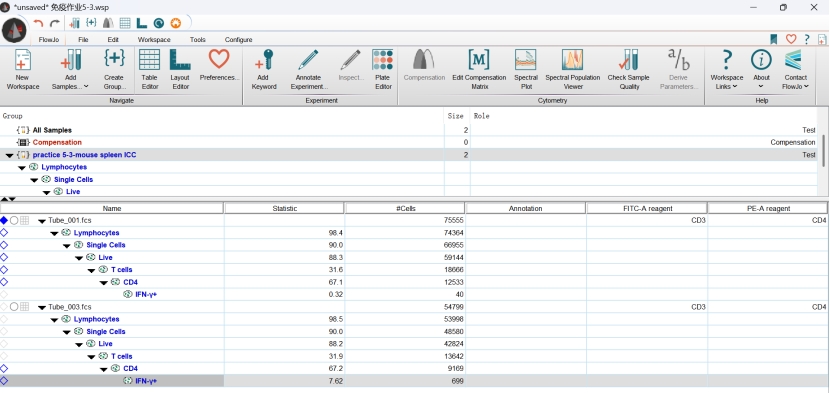 *unsaved* 免疫作业5-3.wsp
FlowJo File Edit Workspace Tools Configure
New Workspace
Add Samples...
Create Group...
Table Editor
Layout Editor
Preferences...
Add Keyword
Annotate Experiment...
Inspect...
Plate Editor
Compensation
Edit Compensation Matrix
Spectral Plot
Spectral Population Viewer
Check Sample Quality
a/b
Derive Parameters...
Workspace Links
About
Contact FlowJo
Navigate Experiment Cytometry Help
Group Size Role
All Samples 2 Test
Compensation 0 Compensation
practice 5-3-mouse spleen ICC 2 Test
Lymphocytes
Single Cells
Live
Name Statistic #Cells Annotation FITC-A reagent PE-A reagent
Tube_001.fcs 75555 CD3 CD4
Lymphocytes 98.4 74364
Single Cells 90.0 66955
Live 88.3 59144
T cells 31.6 18666
CD4 67.1 12533
IFN-γ+ 0.32 40
Tube_003.fcs 54799 CD3 CD4
Lymphocytes 98.5 53998
Single Cells 90.0 48580
Live 88.2 42824
T cells 31.9 13642
CD4 67.2 9169
IFN-γ+ 7.62 699